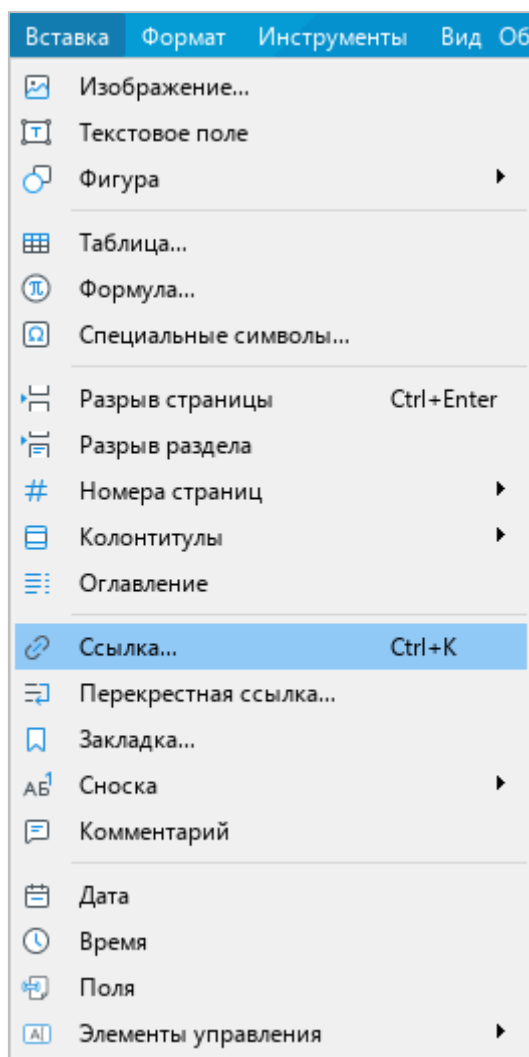 Вставка Формат Инструменты Вид Об
Изображение...
Текстовое поле
Фигура
Таблица...
Формула...
Специальные символы...
Разрыв страницы Ctrl+Enter
Разрыв раздела
Номера страниц
Колонтитулы
Оглавление
Ссылка... Ctrl+K
Перекрестная ссылка...
Закладка...
Сноска
Комментарий
Дата
Время
Поля
Элементы управления